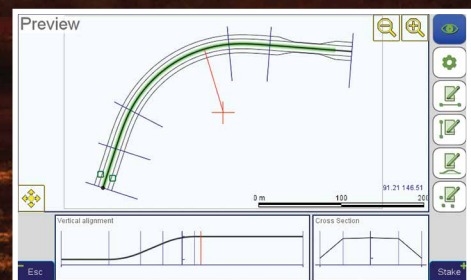 Preview
91.21 146.51
0 m 100 200
Vertical alignment
Cross Section
Esc
Stake